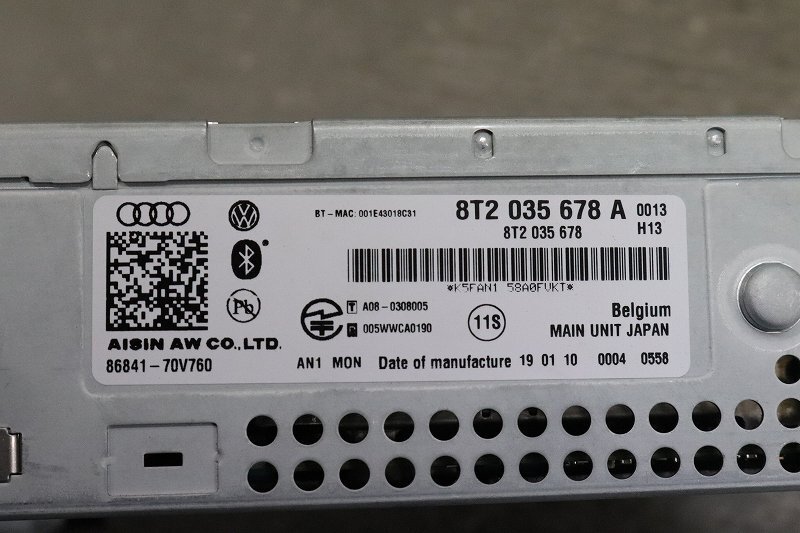 BT-MAC: 001E43018C31
8T2 035 678 A 0013
8T2 035 678 H13
*K5FAN1 58A0FVKT*
Pb
T A08-0308005
R 005WWCA0190
11S
Belgium
MAIN UNIT JAPAN
AISIN AW CO., LTD.
86841-70V760
AN1 MON Date of manufacture 19 01 10 0004 0558